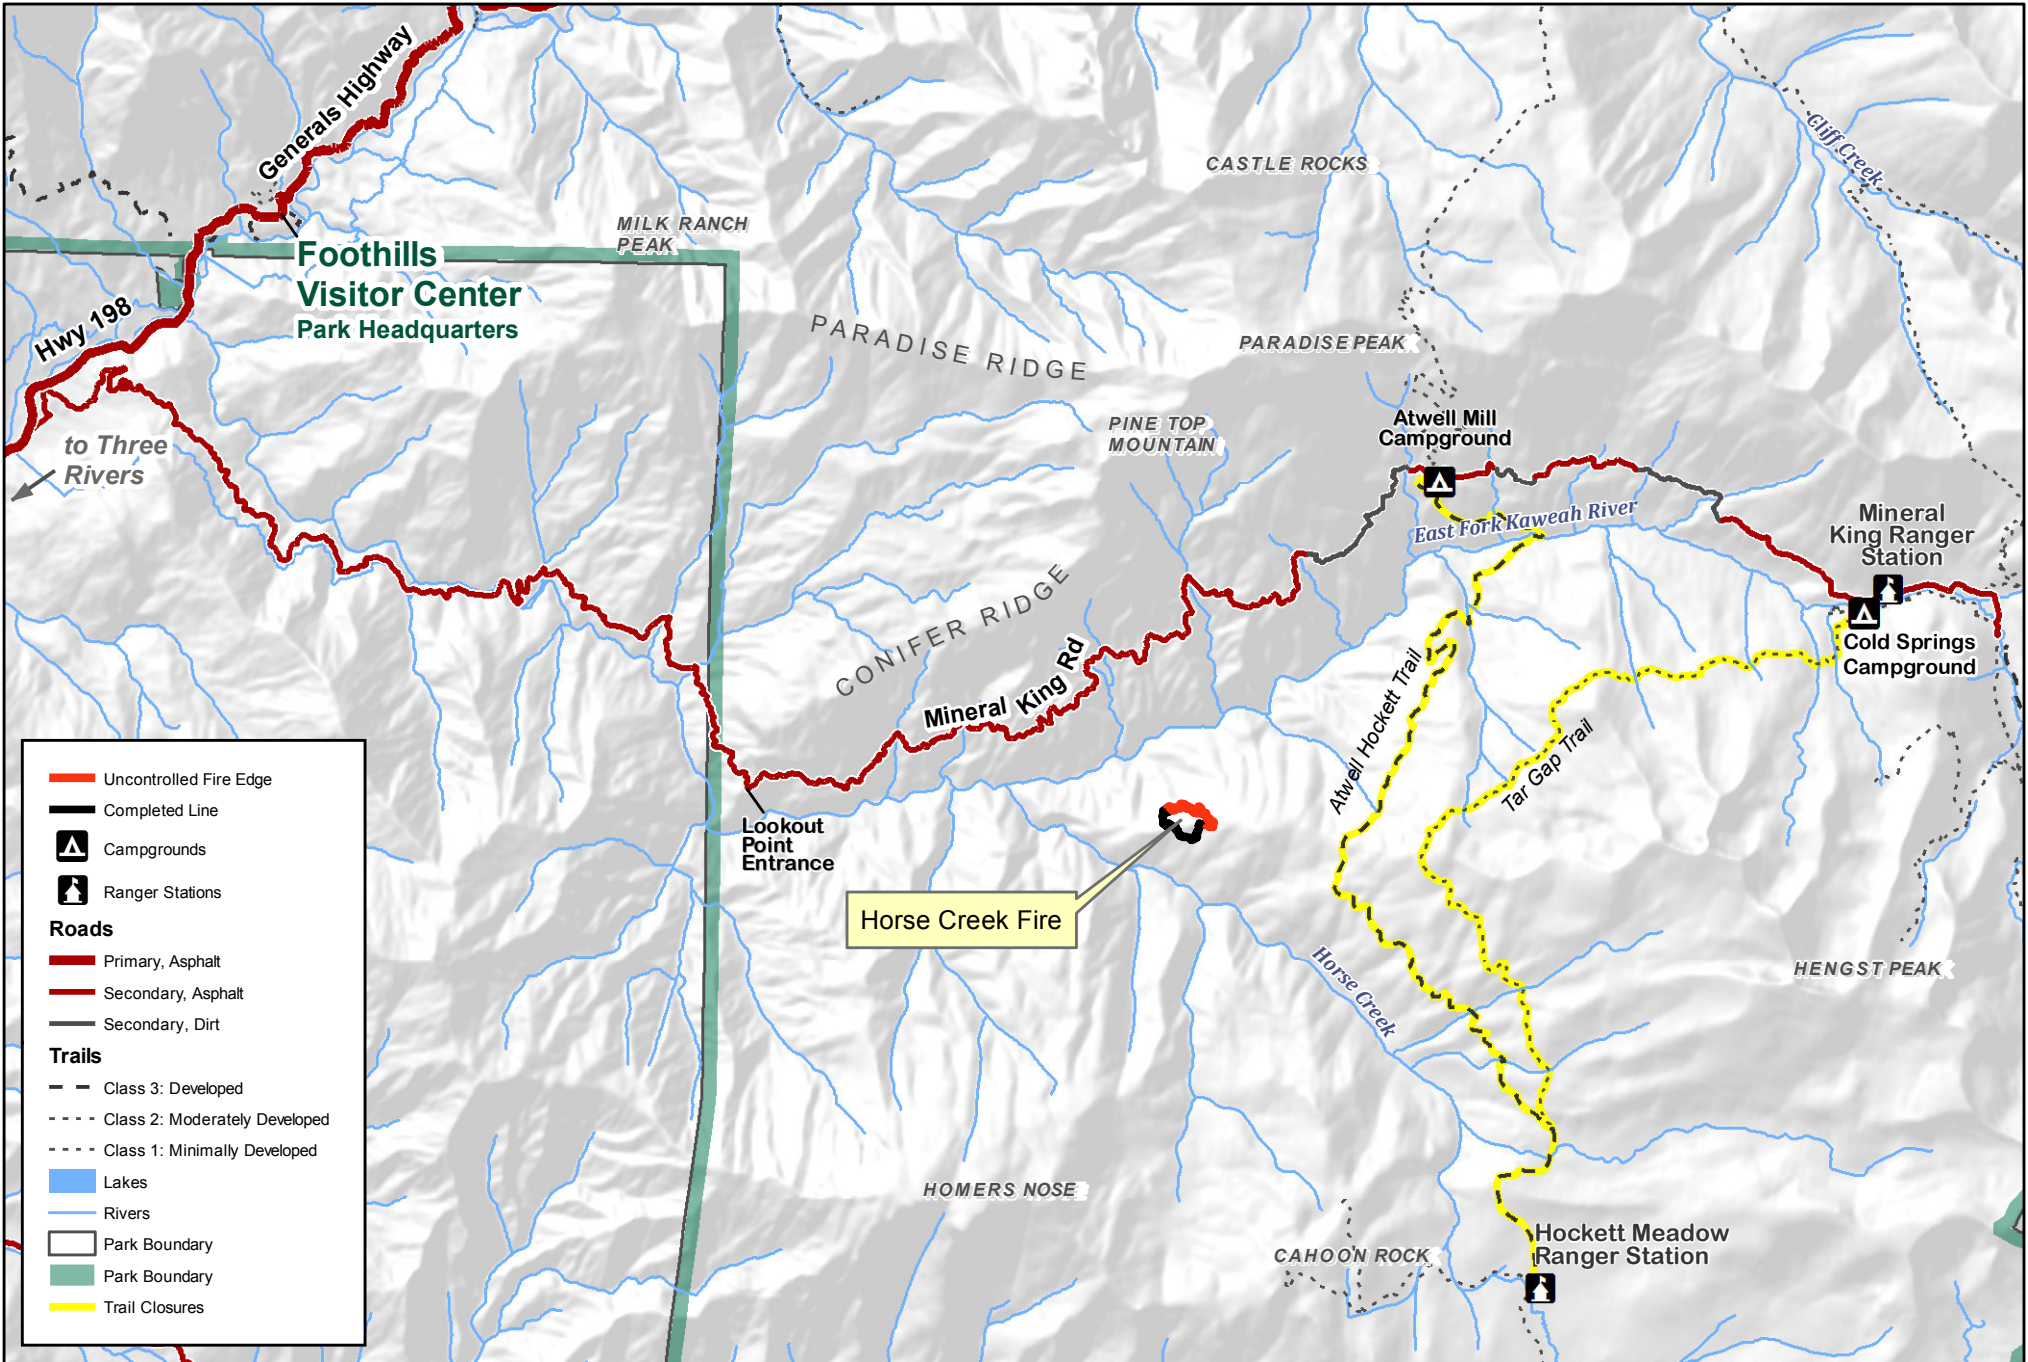 Generals Highway
Cliff Creek
CASTLE ROCKS
MILK RANCH
PEAK
Foothills
Visitor Center
Park Headquarters
Hwy 198
PARADISE RIDGE
PARADISE PEAK
to Three
Rivers
PINE TOP
MOUNTAIN
Atwell Mill
Campground
East Fork Kaweah River
Mineral
King Ranger
Station
CONIFER RIDGE
Cold Springs
Campground
Mineral King Rd
Atwell Hockett Trail
Tar Gap Trail
Lookout
Point
Entrance
Horse Creek Fire
Horse Creek
HENGST PEAK
HOMERS NOSE
CAHOON ROCK
Hockett Meadow
Ranger Station
Uncontrolled Fire Edge
Completed Line
Campgrounds
Ranger Stations
Roads
Primary, Asphalt
Secondary, Asphalt
Secondary, Dirt
Trails
Class 3: Developed
Class 2: Moderately Developed
Class 1: Minimally Developed
Lakes
Rivers
Park Boundary
Park Boundary
Trail Closures